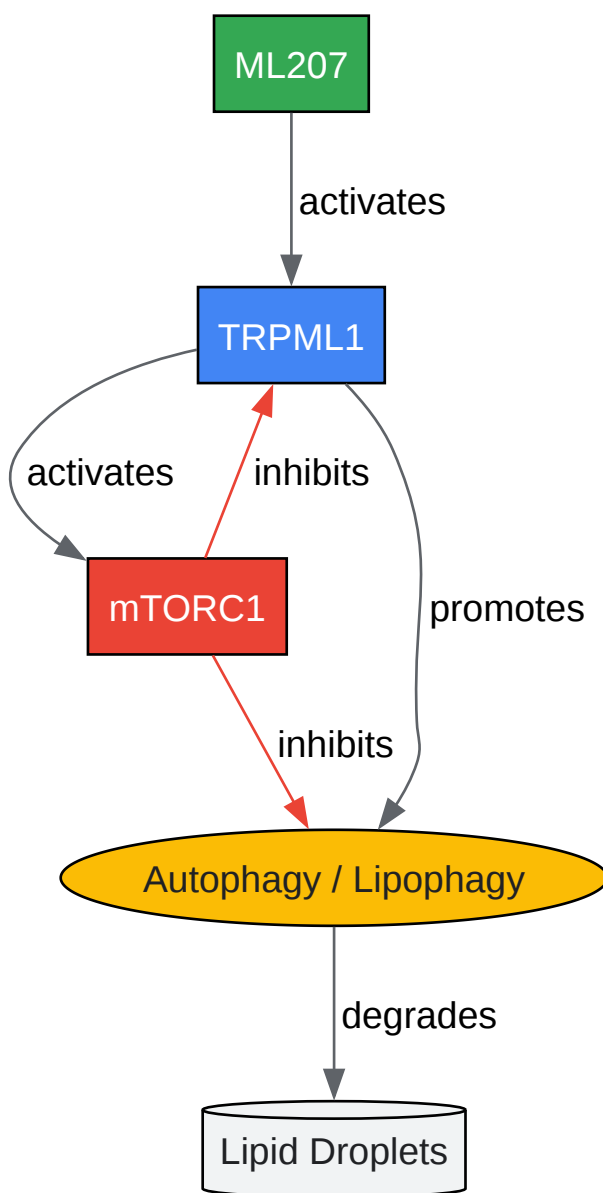 ML207
activates
TRPML1
activates
inhibits
mTORC1
promotes
inhibits
Autophagy / Lipophagy
degrades
Lipid Droplets